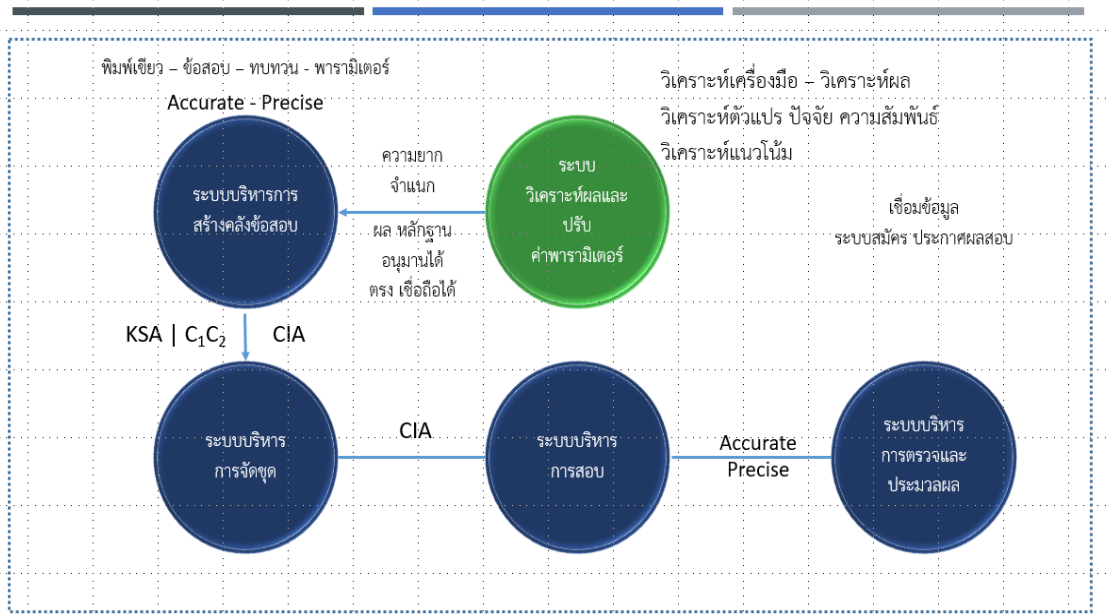 พิมพ์เขียว – ข้อสอบ – ทบทวน - พารามิเตอร์
Accurate - Precise
ระบบบริหารการ
สร้างคลังข้อสอบ
ความยาก
จำแนก
ผล หลักฐาน
อนุมานได้
ตรง เชื่อถือได้
ระบบ
วิเคราะห์ผลและ
ปรับ
ค่าพารามิเตอร์
วิเคราะห์เครื่องมือ – วิเคราะห์ผล
วิเคราะห์ตัวแปร ปัจจัย ความสัมพันธ์
วิเคราะห์แนวโน้ม
เชื่อมข้อมูล
ระบบสมัคร ประกาศผลสอบ
KSA | C₁C₂ CIA
ระบบบริหาร
การจัดชุด
CIA
ระบบบริหาร
การสอบ
Accurate
Precise
ระบบบริหาร
การตรวจและ
ประมวลผล